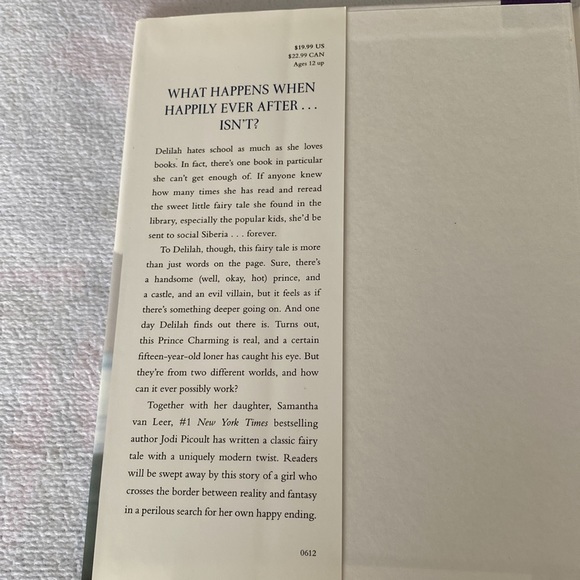 $19.99 US
$22.99 CAN
Ages 12 up
WHAT HAPPENS WHEN
HAPPILY EVER AFTER . . .
ISN'T?
Delilah hates school as much as she loves
books. In fact, there's one book in particular
she can't get enough of. If anyone knew
how many times she has read and reread
the sweet little fairy tale she found in the
library, especially the popular kids, she'd be
sent to social Siberia . . . forever.
To Delilah, though, this fairy tale is more
than just words on the page. Sure, there's
a handsome (well, okay, hot) prince, and
a castle, and an evil villain, but it feels as if
there's something deeper going on. And one
day Delilah finds out there is. Turns out,
this Prince Charming is real, and a certain
fifteen-year-old loner has caught his eye. But
they're from two different worlds, and how
can it ever possibly work?
Together with her daughter, Samantha
van Leer, #1 New York Times bestselling
author Jodi Picoult has written a classic fairy
tale with a uniquely modern twist. Readers
will be swept away by this story of a girl who
crosses the border between reality and fantasy
in a perilous search for her own happy ending.
0612